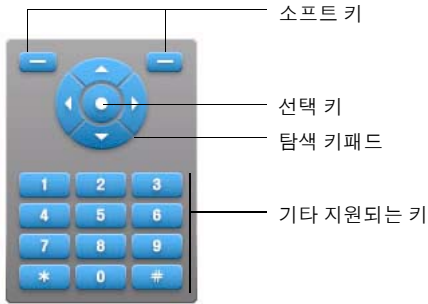 소프트 키
선택 키
탐색 키패드
1 2 3
4 5 6
기타 지원되는 키
7 8 9
* 0 #